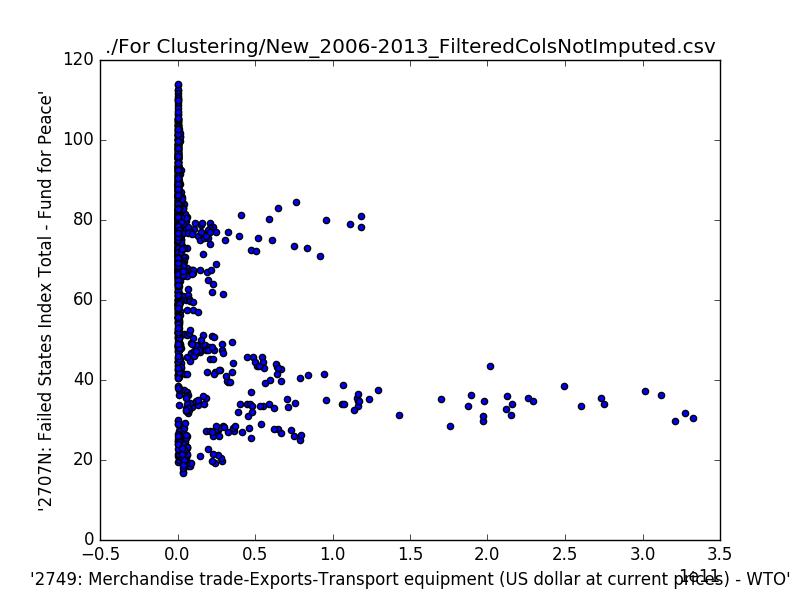 ./For Clustering/New_2006-2013_FilteredColsNotImputed.csv
'2707N: Failed States Index Total - Fund for Peace'
120
100
80
60
40
20
0
−0.5 0.0 0.5 1.0 1.5 2.0 2.5 3.0 3.5
1e11
'2749: Merchandise trade-Exports-Transport equipment (US dollar at current prices) - WTO'